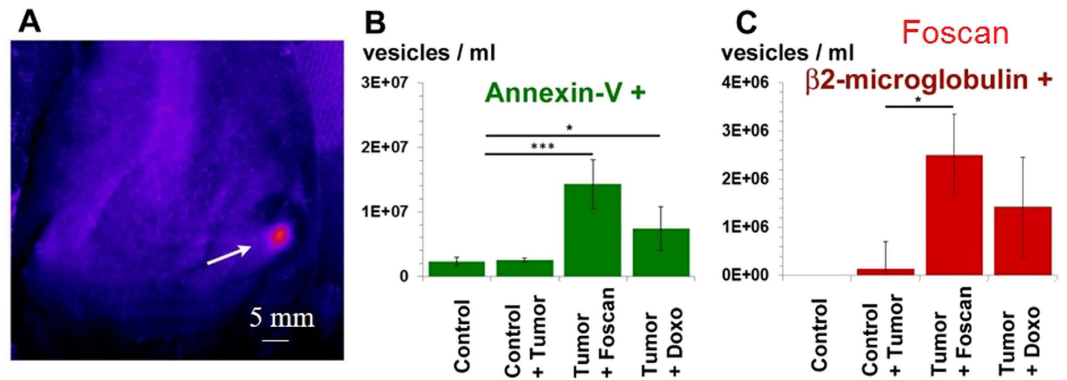 A
5 mm
B
vesicles / ml
Annexin-V +
3E+07
2E+07
1E+07
0
*
***
Control
Control
+ Tumor
Tumor
+ Foscan
Tumor
+ Doxo
C
Foscan
vesicles / ml
β2-microglobulin +
4E+06
3E+06
2E+06
1E+06
0E+00
*
Control
Control
+ Tumor
Tumor
+ Foscan
Tumor
+ Doxo